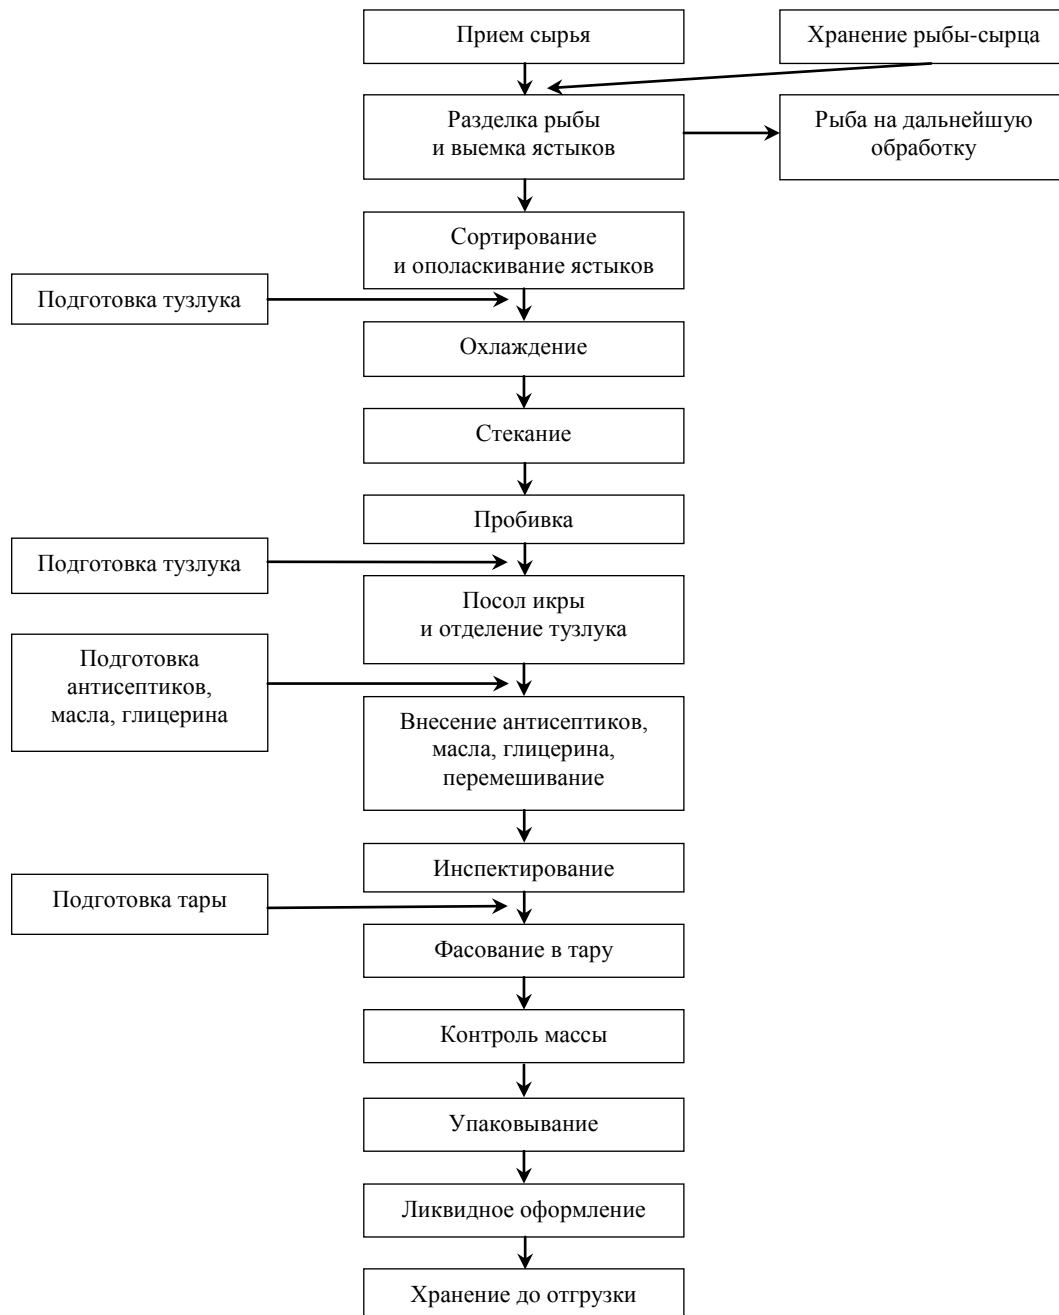 Прием сырья
Хранение рыбы-сырца
Разделка рыбы
и выемка ястыков
Рыба на дальнейшую
обработку
Сортирование
и ополаскивание ястыков
Подготовка тузлука
Охлаждение
Стекание
Пробивка
Подготовка тузлука
Посол икры
и отделение тузлука
Подготовка
антисептиков,
масла, глицерина
Внесение антисептиков,
масла, глицерина,
перемешивание
Инспектирование
Подготовка тары
Фасование в тару
Контроль массы
Упаковывание
Ликвидное оформление
Хранение до отгрузки